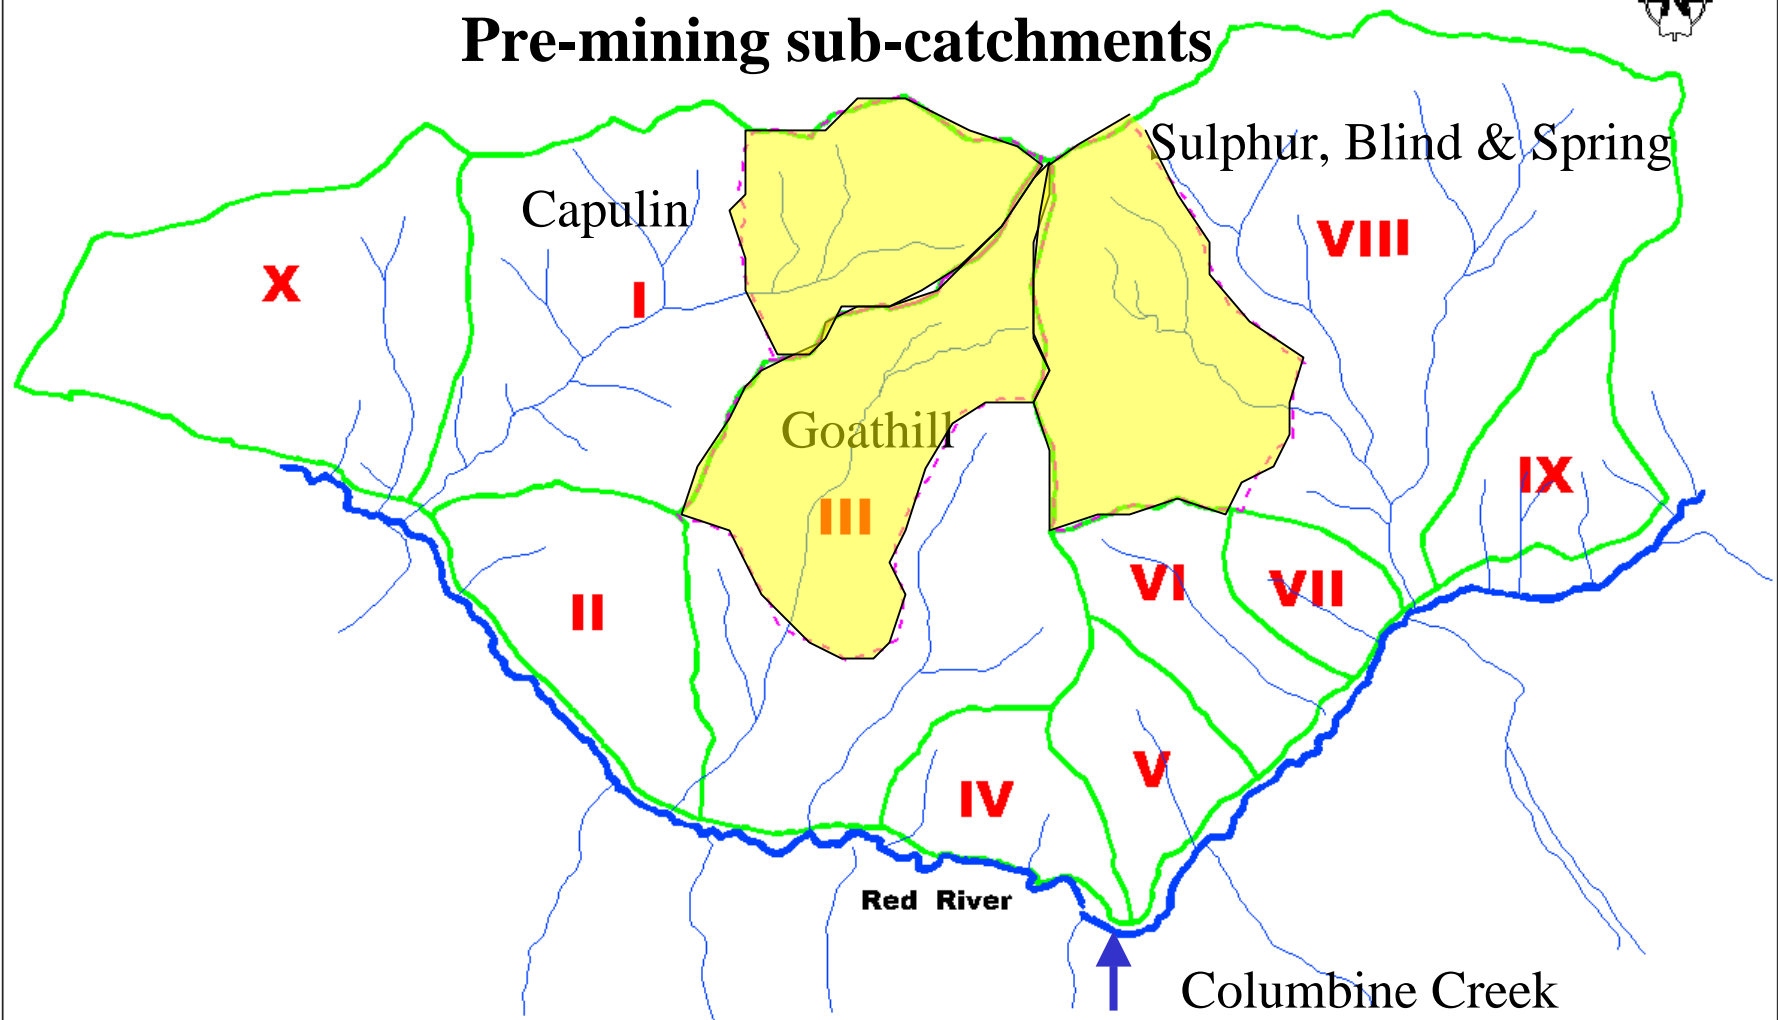 N
Pre-mining sub-catchments
Sulphur, Blind & Spring
Capulin
VIII
X
I
Goathill
IX
III
VI
VII
II
V
IV
Red River
Columbine Creek